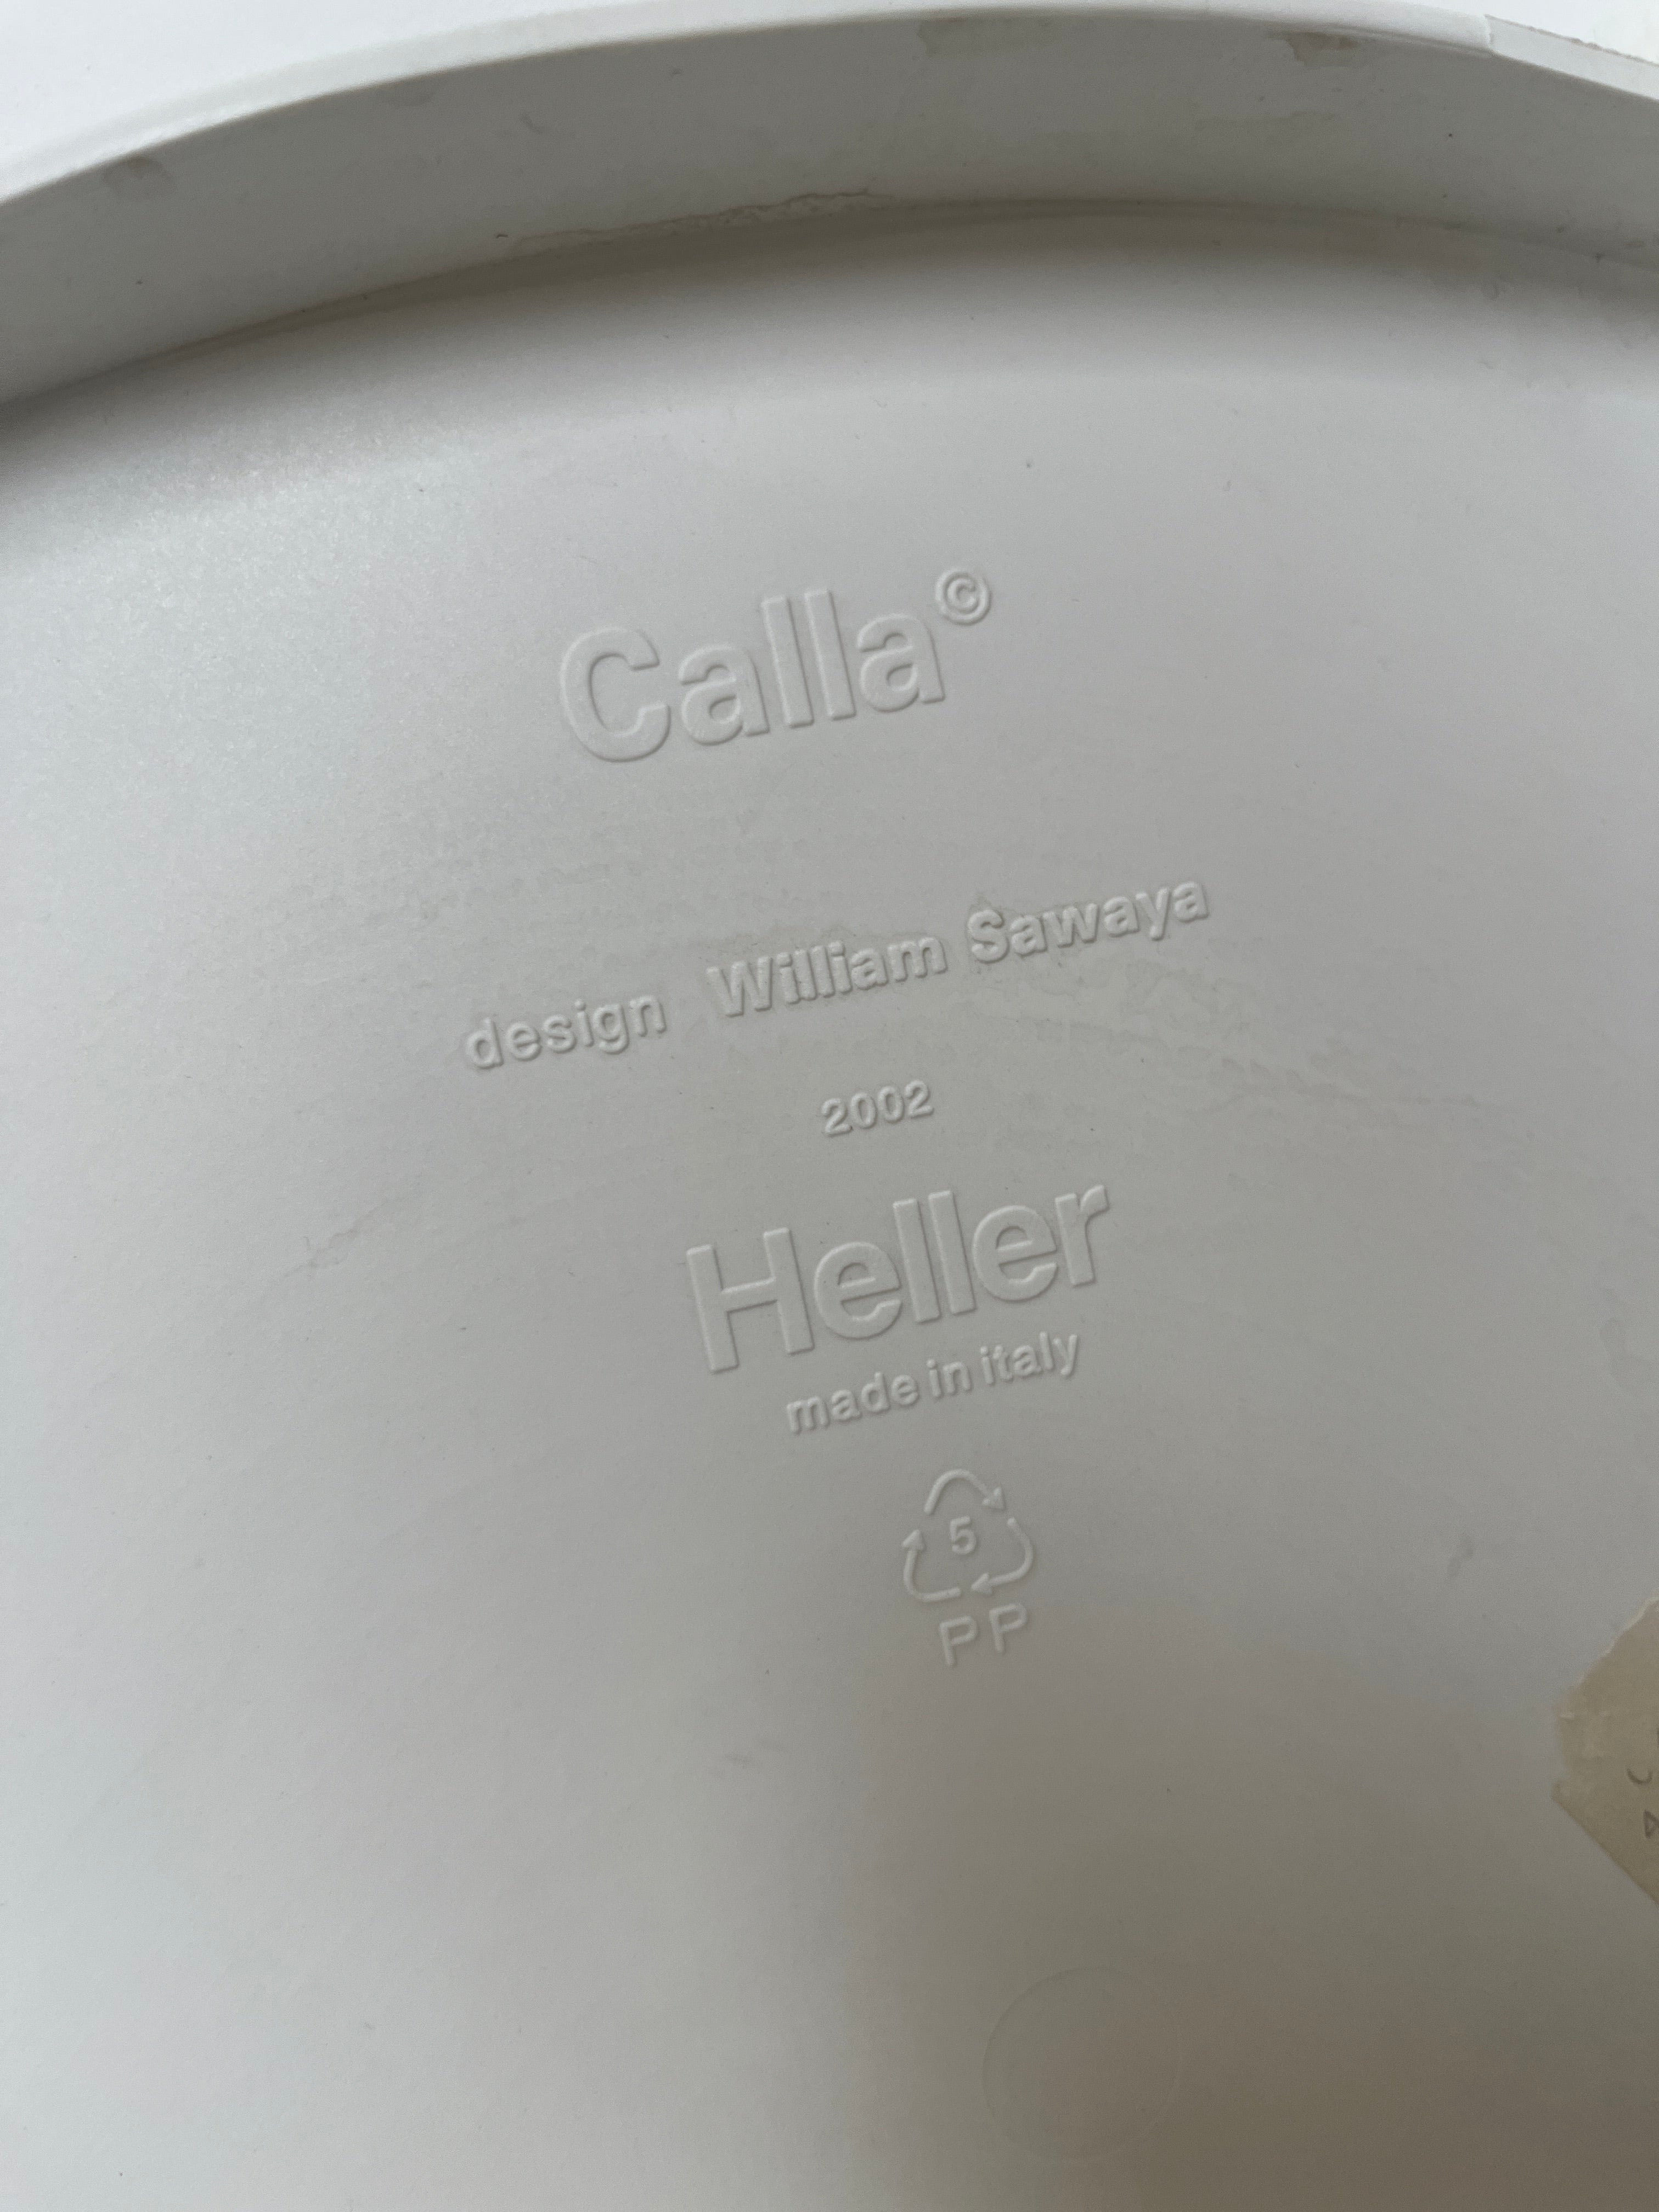 Calla©
design William Sawaya
2002
Heller
made in italy
5
PP